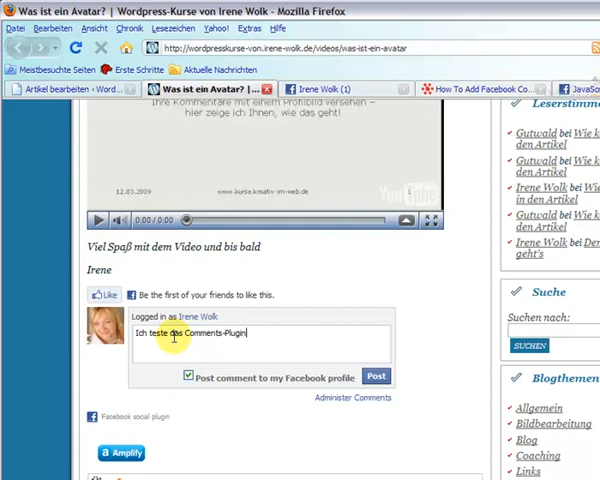 Was ist ein Avatar? | Wordpress-Kurse von Irene Wolk - Mozilla Firefox
Datei Bearbeiten Ansicht Chronik Lesezeichen Yahoo! Extras Hilfe
http://wordpresskurse-von.irene-wolk.de/videos/was-ist-ein-avatar
Meistbesuchte Seiten Erste Schritte Aktuelle Nachrichten
Artikel bearbeiten ‹ Word... Was ist ein Avatar? |... Irene Wolk (1) How To Add Facebook Co... JavaScr
Ihre Kommentare mit einem Profilbild versehen –
hier zeige ich Ihnen, wie das geht!
12.03.2009 www.kurse.kreativ-im-web.de
YouTube
0:00 / 0:00
Viel Spaß mit dem Video und bis bald
Irene
Like Be the first of your friends to like this.
Logged in as Irene Wolk
Ich teste das Comments-Plugin
Post comment to my Facebook profile Post
Administer Comments
Facebook social plugin
a Amplify
Leserstimme
Gutwald bei Wie k
den Artikel
Gutwald bei Wie k
den Artikel
Irene Wolk bei Wie
in den Artikel
Gutwald bei Wie k
den Artikel
Irene Wolk bei Der
geht's
Suche
Suchen nach:
SUCHEN
Blogthemen
Allgemein
Bildbearbeitung
Blog
Coaching
Links